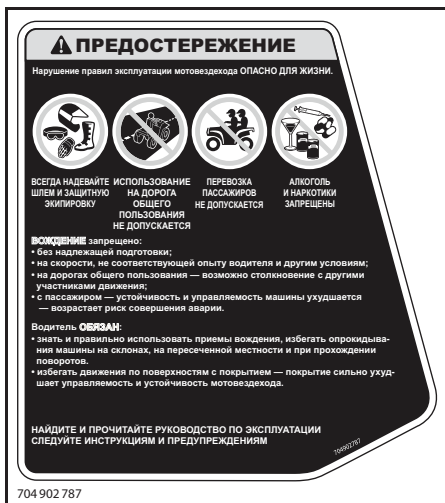 ПРЕДОСТЕРЕЖЕНИЕ
Нарушение правил эксплуатации мотовездехода ОПАСНО ДЛЯ ЖИЗНИ.
ВСЕГДА НАДЕВАЙТЕ
ШЛЕМ И ЗАЩИТНУЮ
ЭКИПИРОВКУ
ИСПОЛЬЗОВАНИЕ
НА ДОРОГА
ОБЩЕГО
ПОЛЬЗОВАНИЯ
НЕ ДОПУСКАЕТСЯ
ПЕРЕВОЗКА
ПАССАЖИРОВ
НЕ ДОПУСКАЕТСЯ
АЛКОГОЛЬ
И НАРКОТИКИ
ЗАПРЕЩЕНЫ
ВОЖДЕНИЕ запрещено:
• без надлежащей подготовки;
• на скорости, не соответствующей опыту водителя и другим условиям;
• на дорогах общего пользования — возможно столкновение с другими
участниками движения;
• с пассажиром — устойчивость и управляемость машины ухудшается
— возрастает риск совершения аварии.
Водитель ОБЯЗАН:
• знать и правильно использовать приемы вождения, избегать опрокидыва-
ния машины на склонах, на пересеченной местности и при прохождении
поворотов.
• избегать движения по поверхностям с покрытием — покрытие сильно ухуд-
шает управляемость и устойчивость мотовездехода.
НАЙДИТЕ И ПРОЧИТАЙТЕ РУКОВОДСТВО ПО ЭКСПЛУАТАЦИИ
СЛЕДУЙТЕ ИНСТРУКЦИЯМ И ПРЕДУПРЕЖДЕНИЯМ
704902787
704 902 787